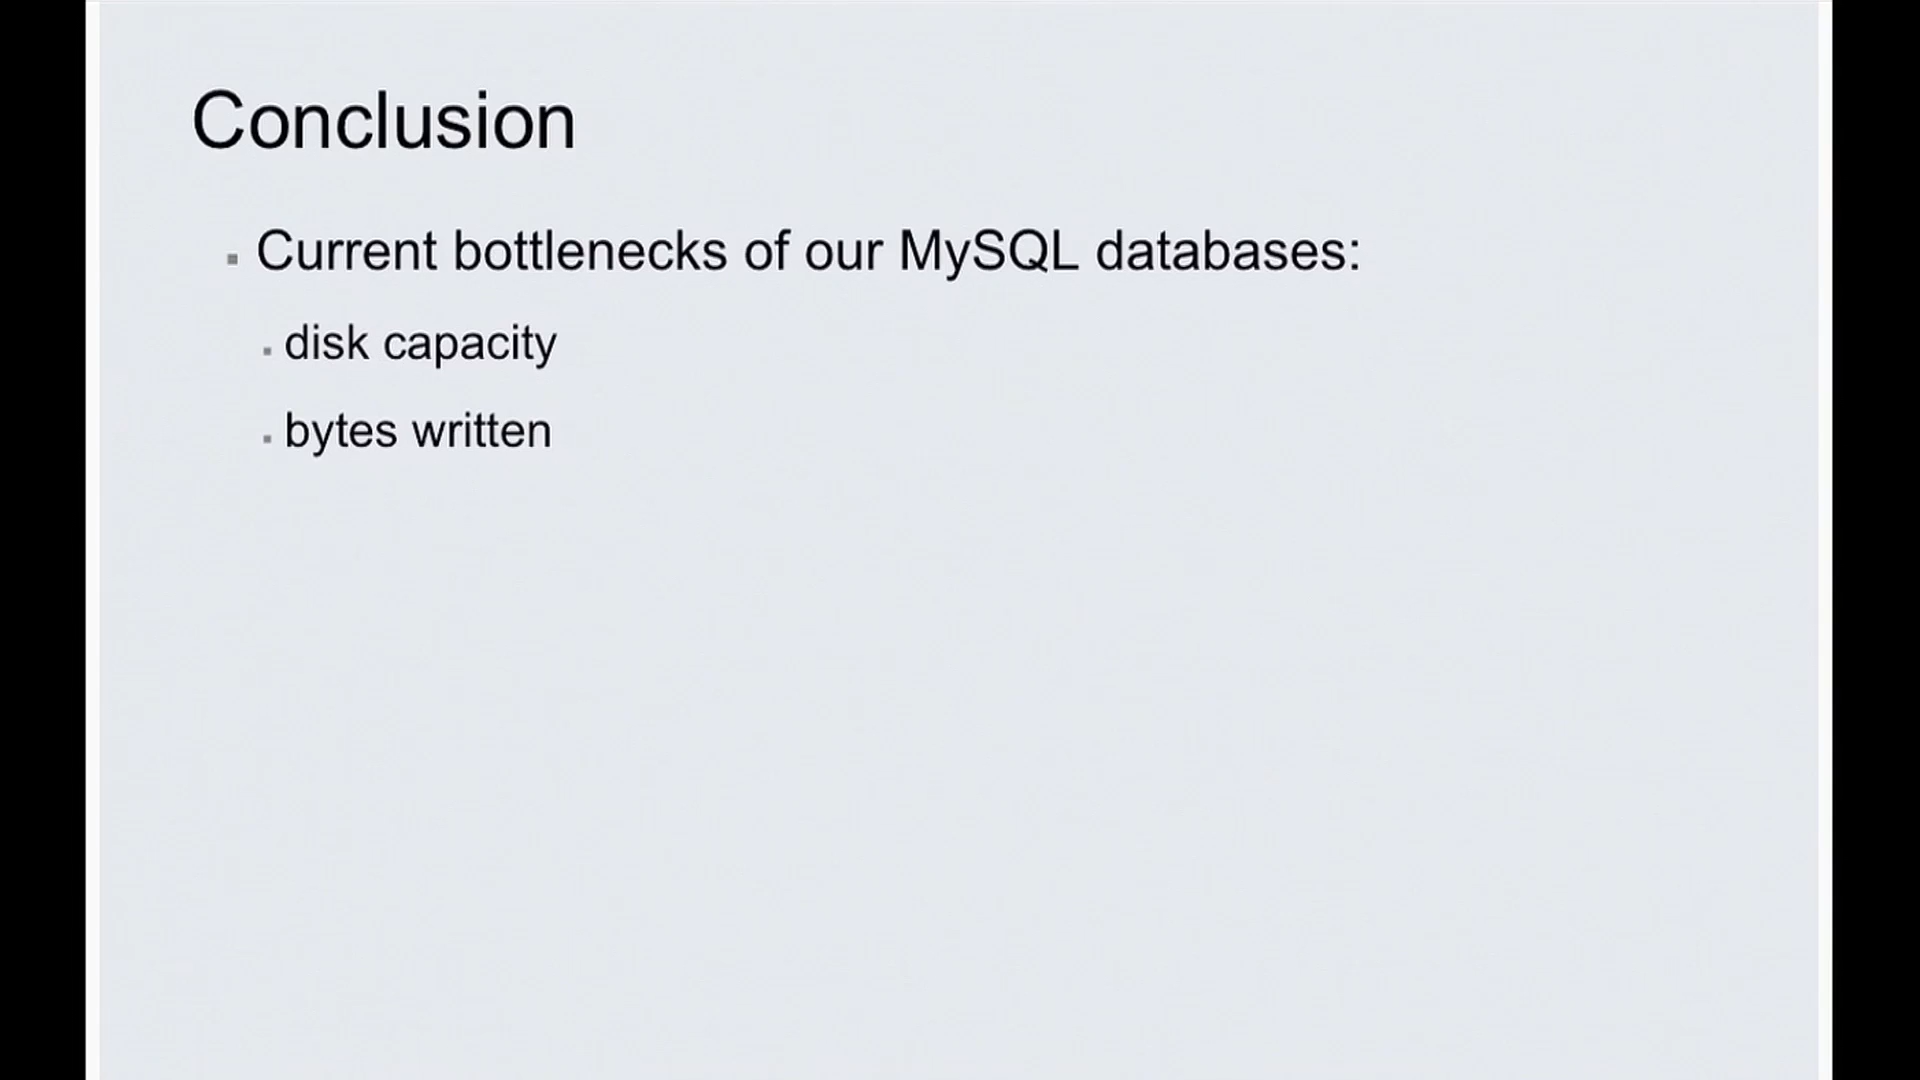 Conclusion
Current bottlenecks of our MySQL databases:
disk capacity
bytes written